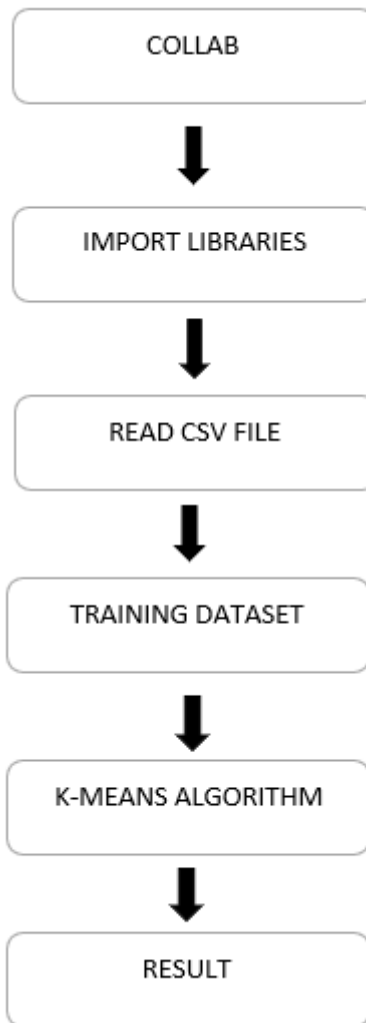 COLLAB
IMPORT LIBRARIES
READ CSV FILE
TRAINING DATASET
K-MEANS ALGORITHM
RESULT